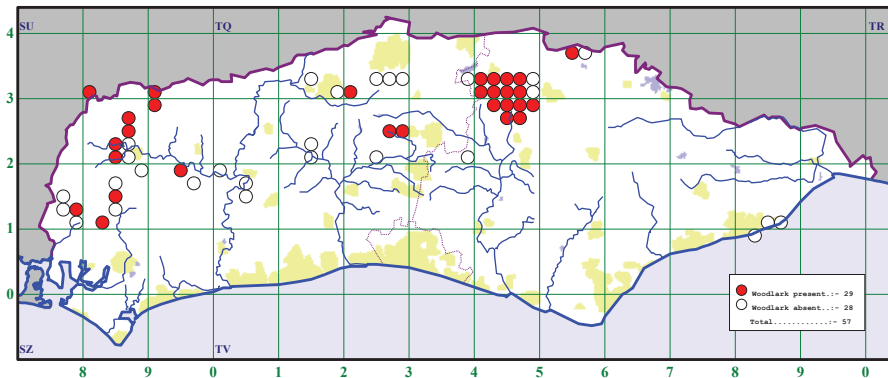 SU TQ TR
4
3
2
1
0
Woodlark present.:- 29
Woodlark absent..:- 28
Total............:- 57
SZ TV
8 9 0 1 2 3 4 5 6 7 8 9 0